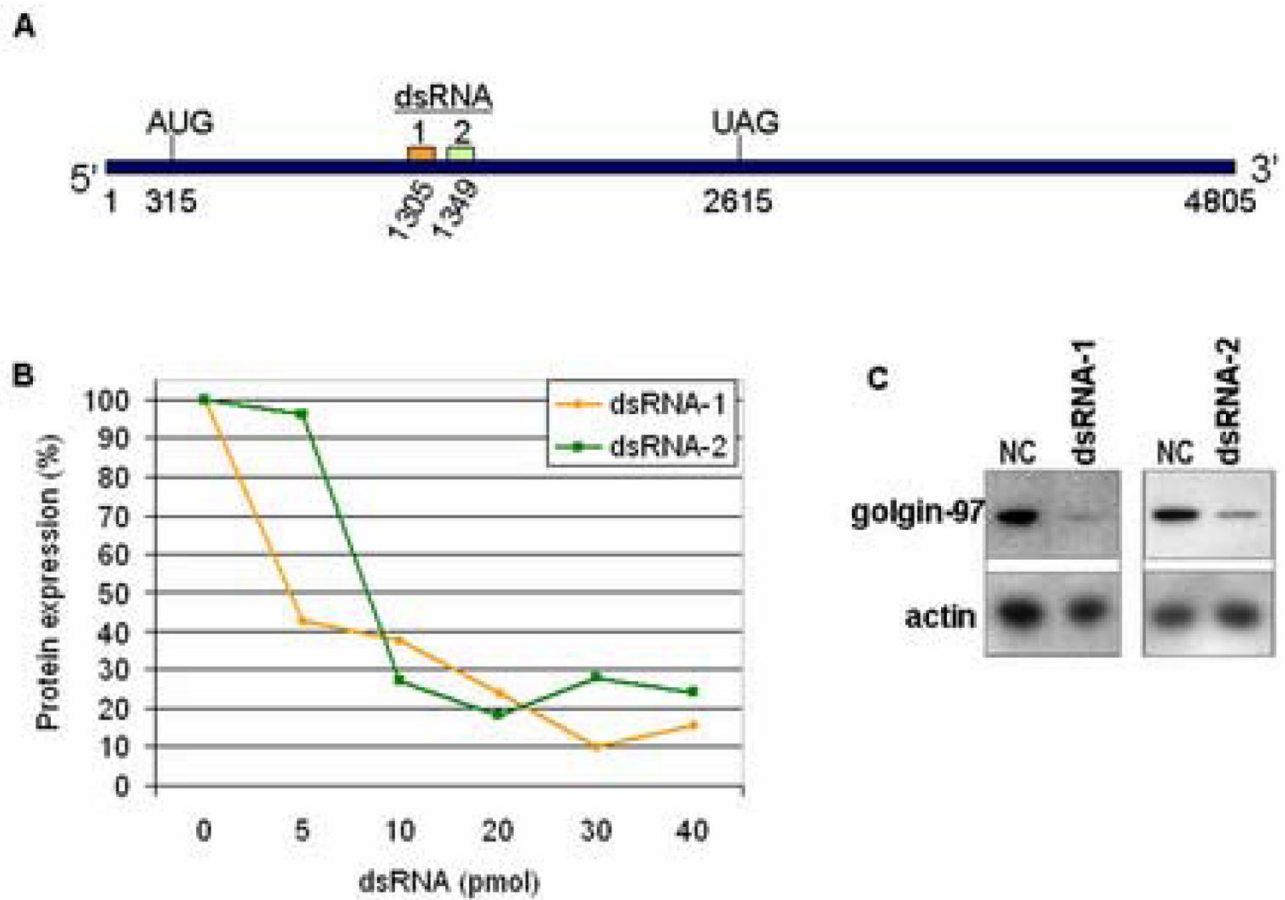 A
dsRNA
AUG 1 2 UAG
5' 3'
1 315 1305 1349 2615 4805
B
100
90
80
70
60
50
40
30
20
10
0
Protein expression (%)
dsRNA-1
dsRNA-2
0 5 10 20 30 40
dsRNA (pmol)
C
NC dsRNA-1 NC dsRNA-2
golgin-97
actin